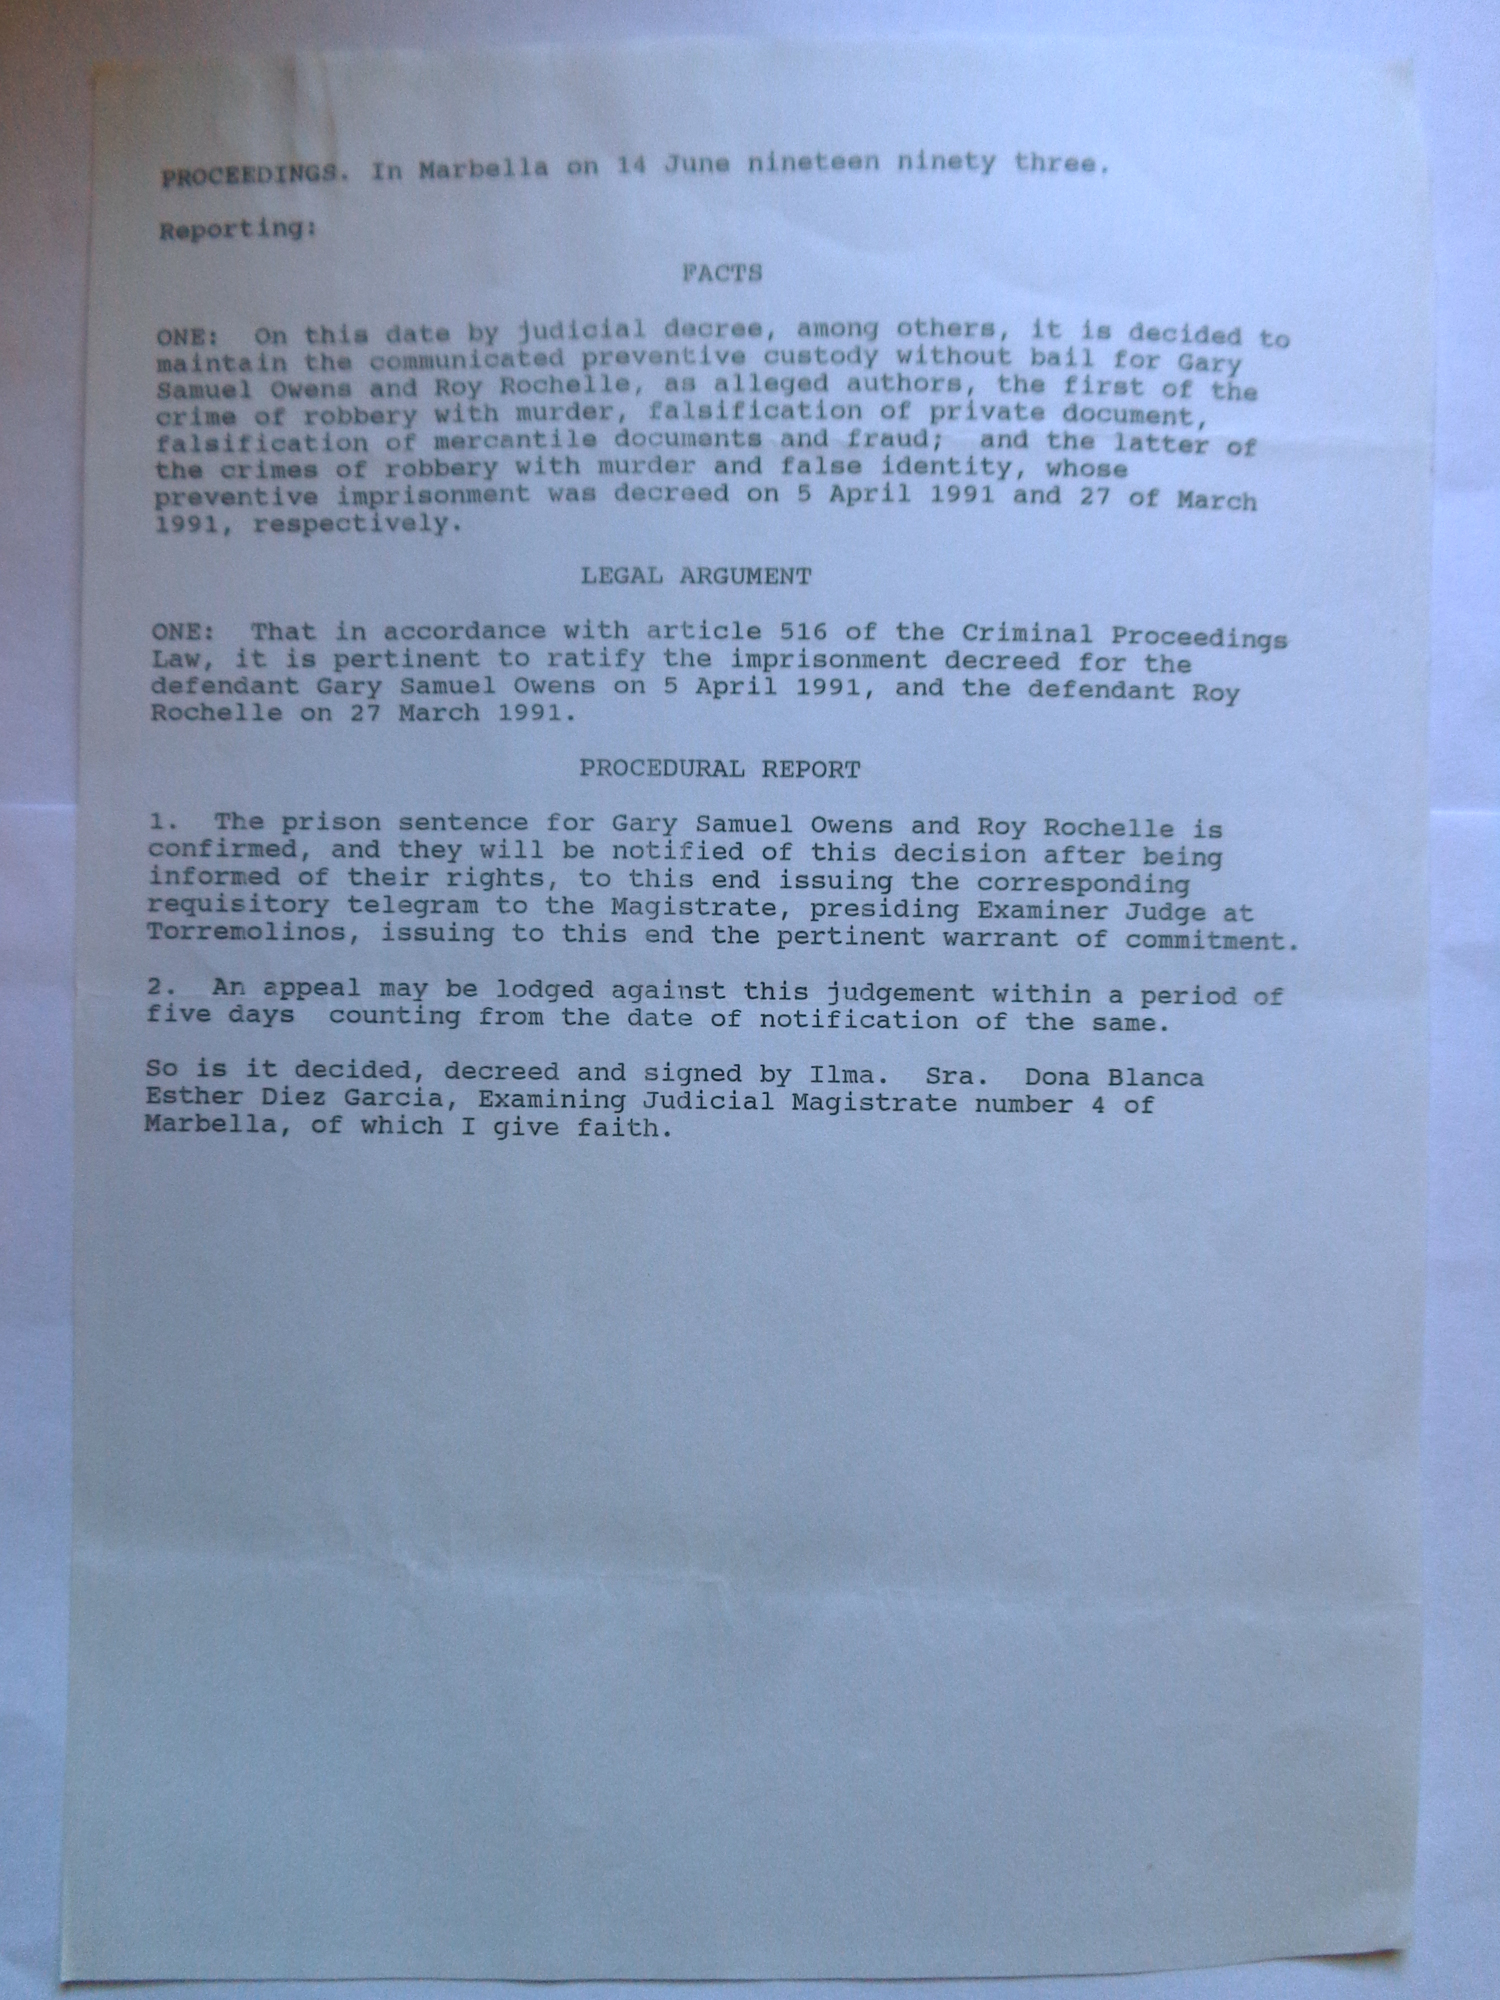 PROCEEDINGS. In Marbella on 14 June nineteen ninety three.
Reporting:
FACTS
ONE:  On this date by judicial decree, among others, it is decided to
maintain the communicated preventive custody without bail for Gary
Samuel Owens and Roy Rochelle, as alleged authors, the first of the
crime of robbery with murder, falsification of private document,
falsification of mercantile documents and fraud;  and the latter of
the crimes of robbery with murder and false identity, whose
preventive imprisonment was decreed on 5 April 1991 and 27 of March
1991, respectively.
LEGAL ARGUMENT
ONE:  That in accordance with article 516 of the Criminal Proceedings
Law, it is pertinent to ratify the imprisonment decreed for the
defendant Gary Samuel Owens on 5 April 1991, and the defendant Roy
Rochelle on 27 March 1991.
PROCEDURAL REPORT
1.  The prison sentence for Gary Samuel Owens and Roy Rochelle is
confirmed, and they will be notified of this decision after being
informed of their rights, to this end issuing the corresponding
requisitory telegram to the Magistrate, presiding Examiner Judge at
Torremolinos, issuing to this end the pertinent warrant of commitment.
2.  An appeal may be lodged against this judgement within a period of
five days  counting from the date of notification of the same.
So is it decided, decreed and signed by Ilma.  Sra.  Dona Blanca
Esther Diez Garcia, Examining Judicial Magistrate number 4 of
Marbella, of which I give faith.